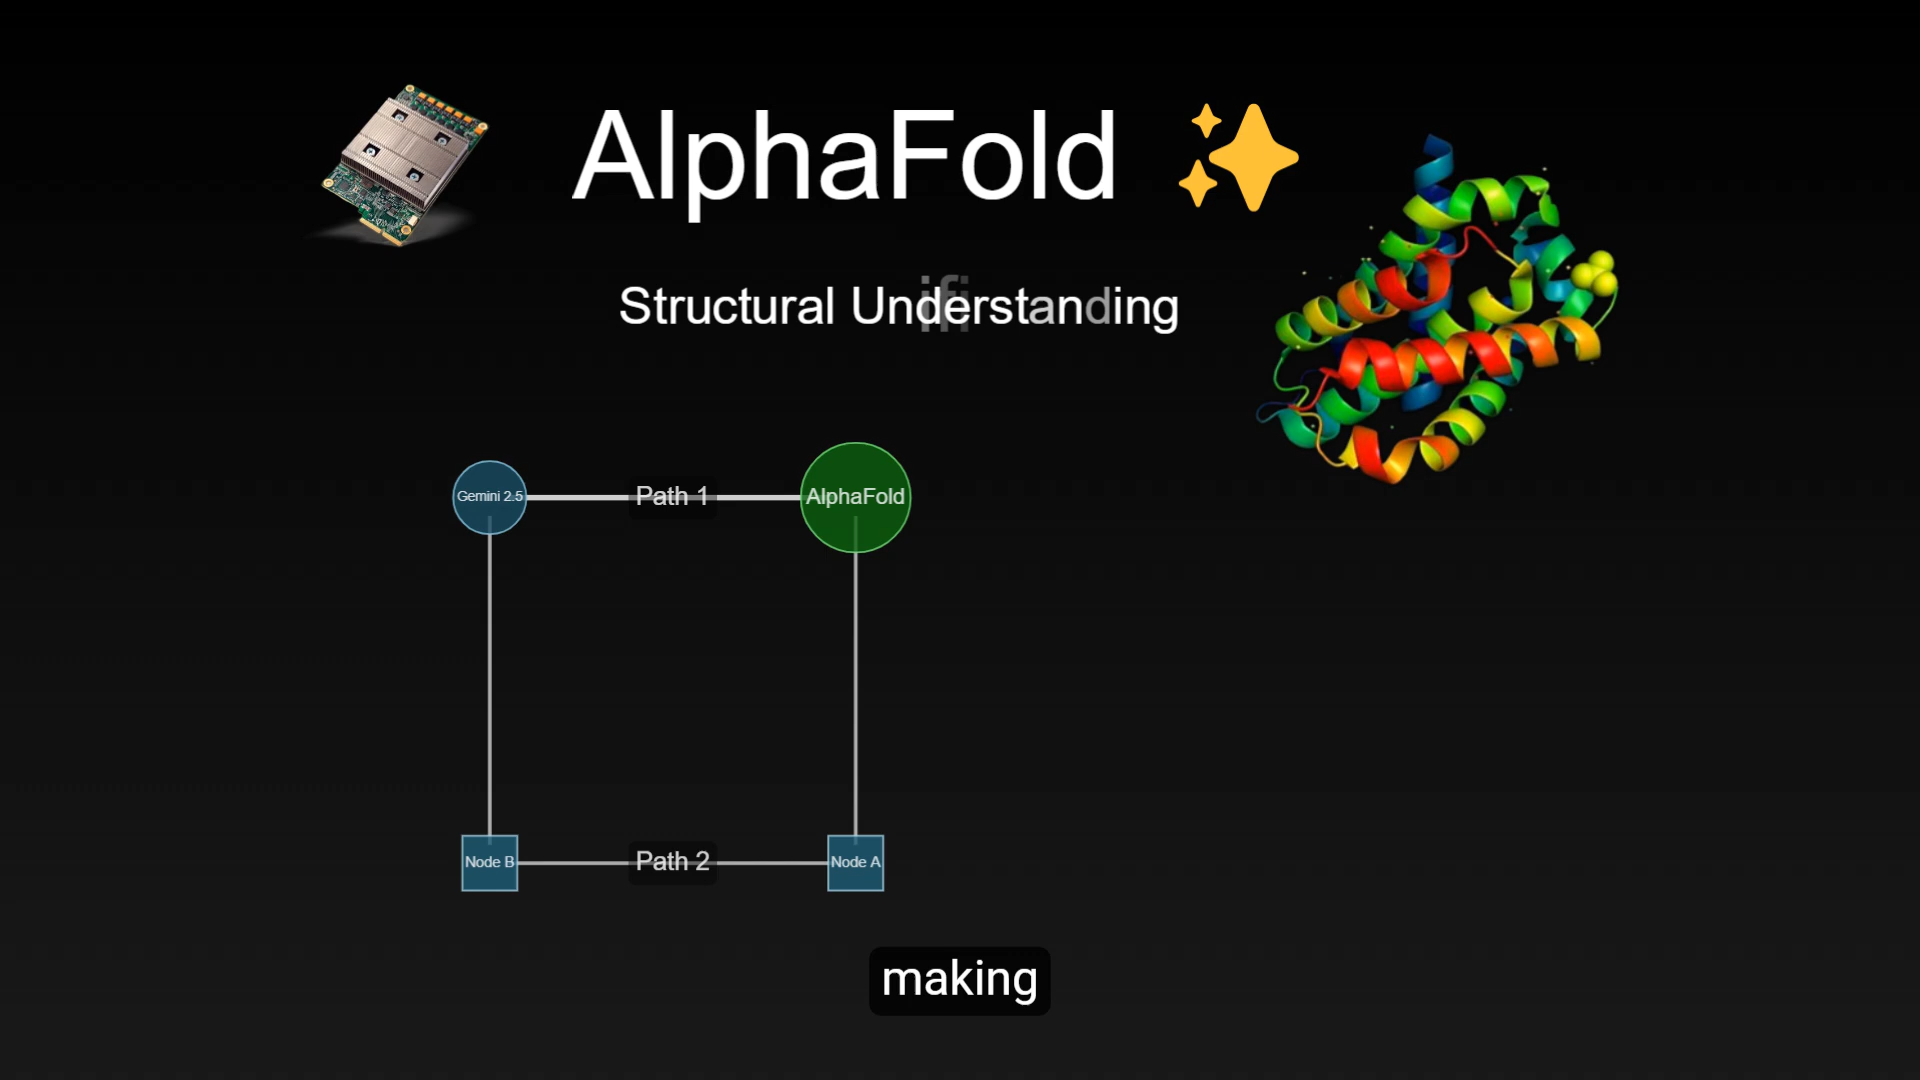 AlphaFold
Structural Understanding
Gemini 2.5
Path 1
AlphaFold
Node B
Path 2
Node A
making